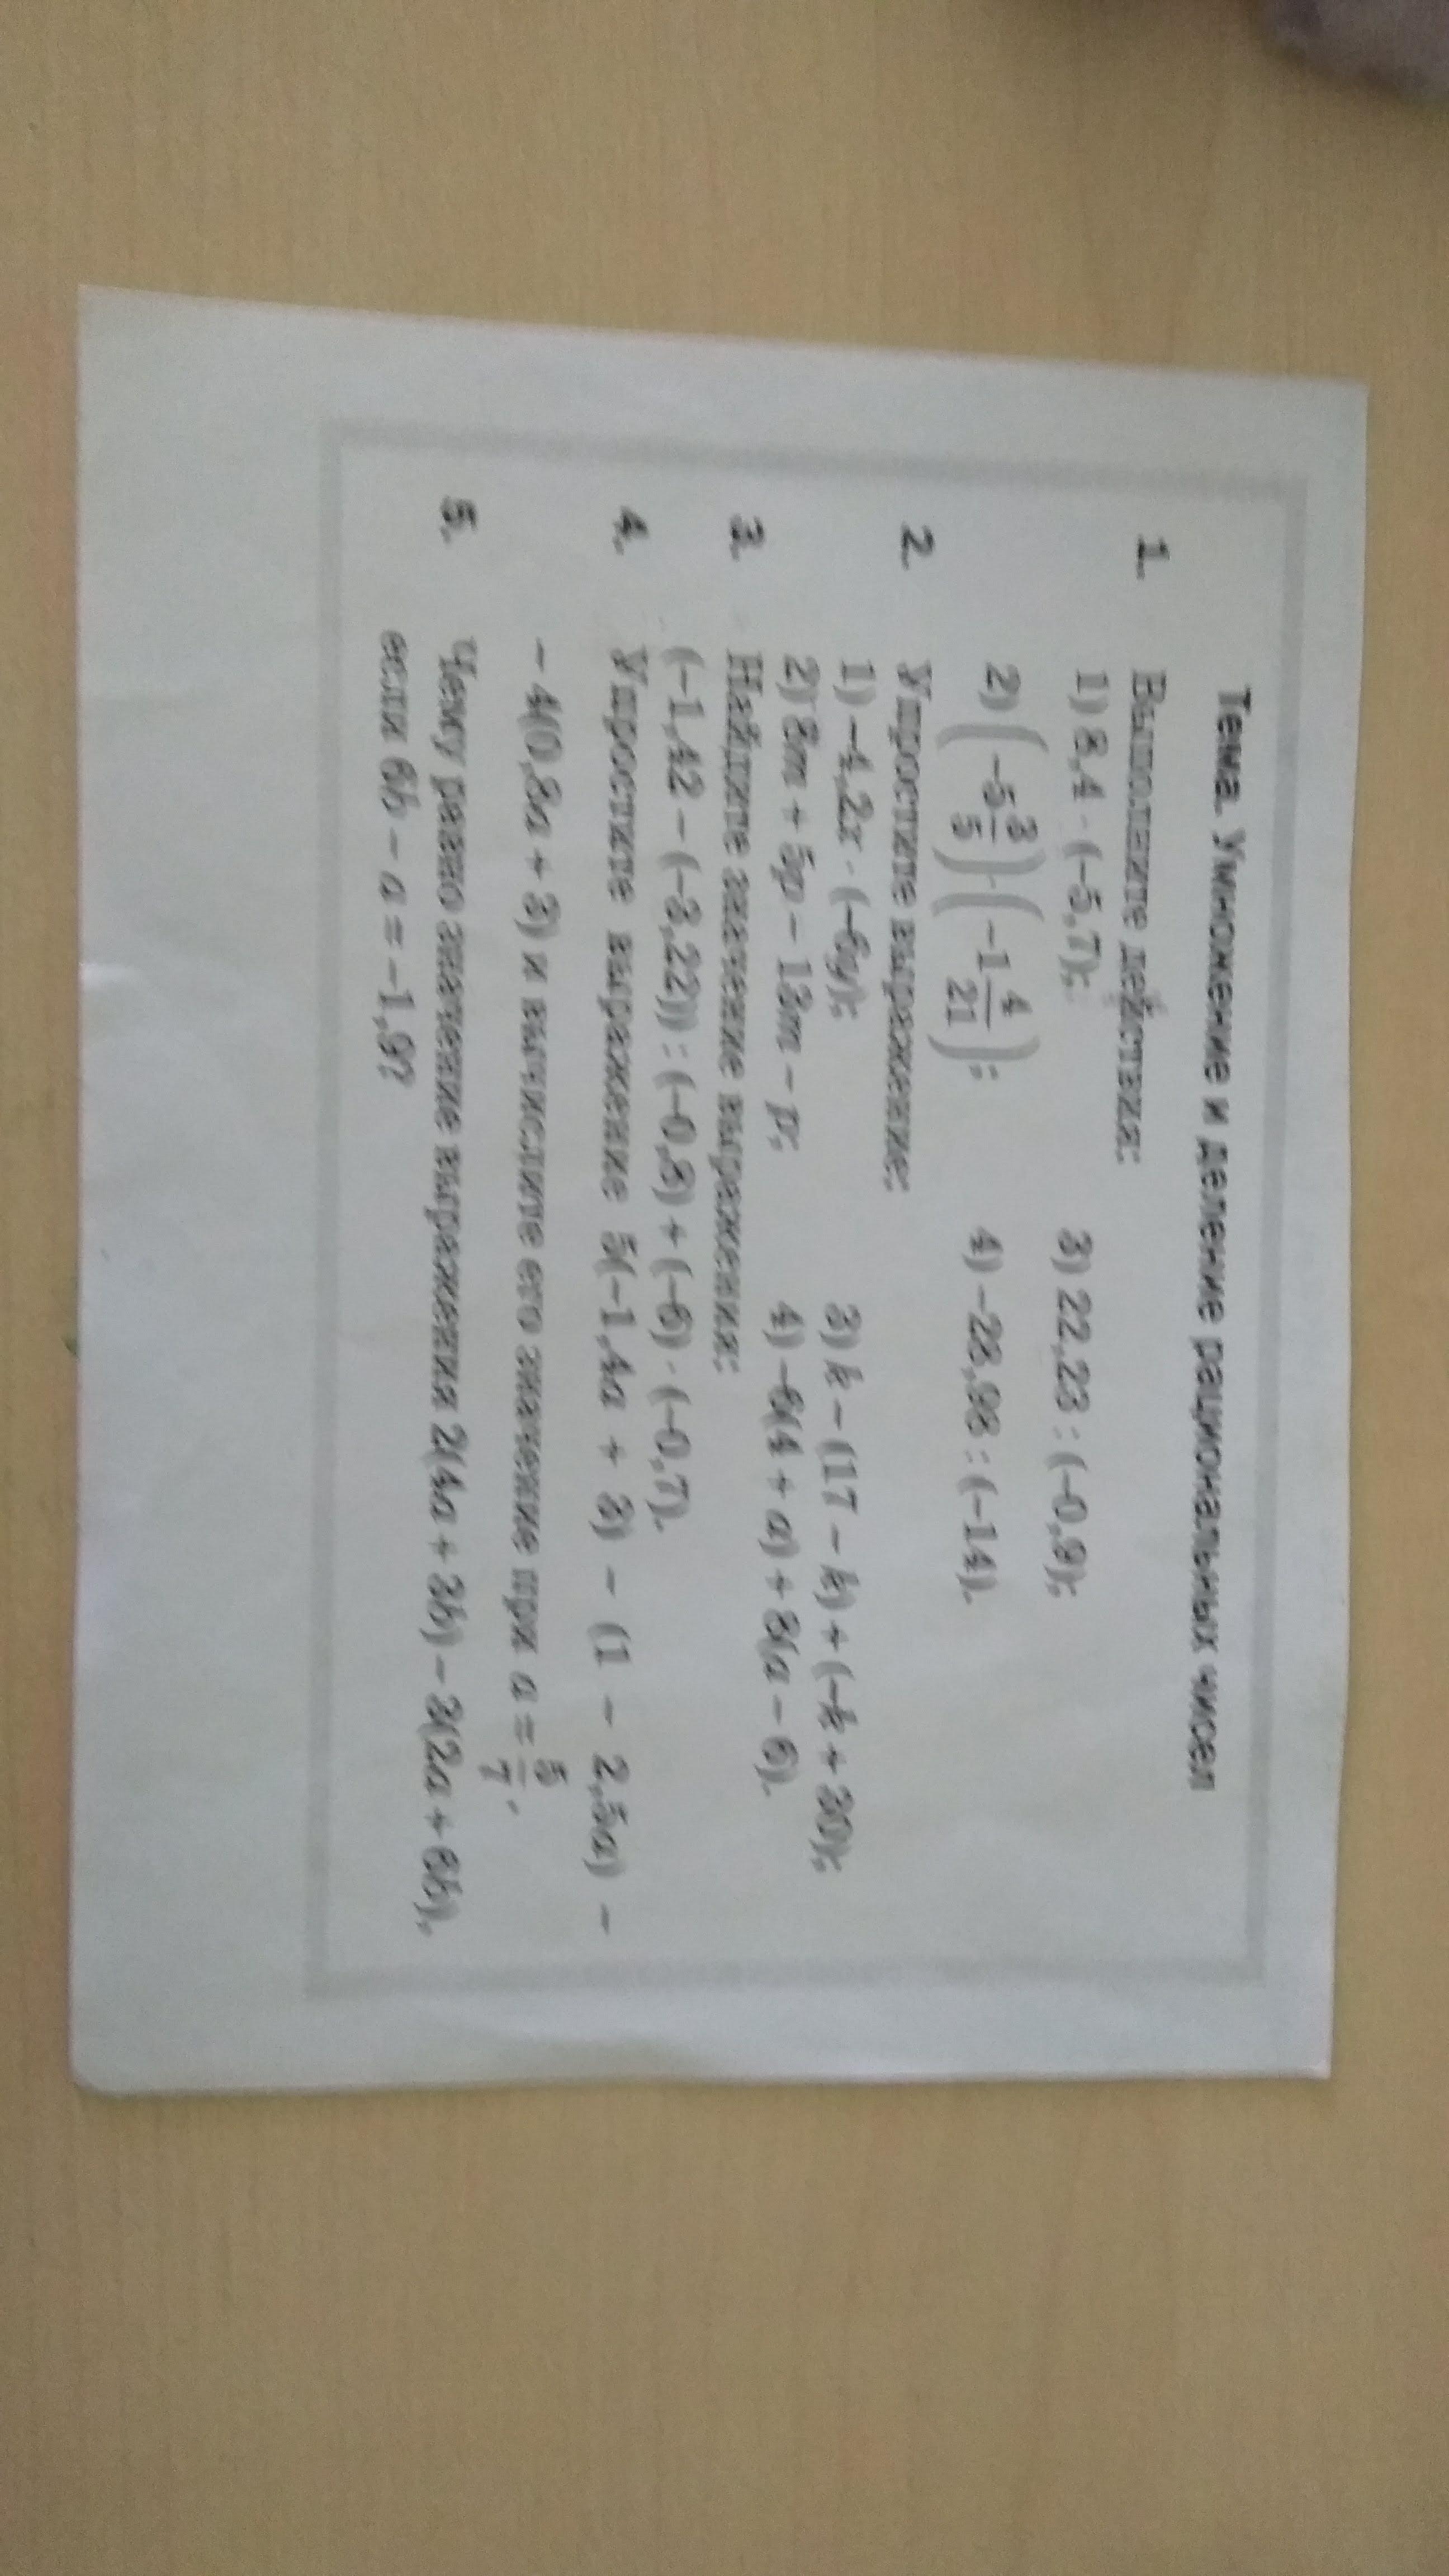 Тема. Умножение и деление рациональных чисел
1. Выполните действия:
1) 8,4 · (−5,7);
3) 22,23 : (−0,9);
2) (−5 3/5) · (−1 4/21);
4) −28,98 : (−14).
2. Упростите выражение:
1) −4,2x · (−6y);
3) k − (17 − k) + (−k + 30);
2) 8m + 5p − 13m − p;
4) −6(4 + a) + 8(a − 6).
3. Найдите значение выражения:
(−1,42 − (−3,22)) : (−0,8) + (−6) · (−0,7).
4. Упростите выражение 5(−1,4a + 3) − (1 − 2,5a) −
− 4(0,8a + 3) и вычислите его значение при a = 5/7.
5. Чему равно значение выражения 2(4a + 3b) − 3(2a + 6b),
если 6b − a = −1,9?